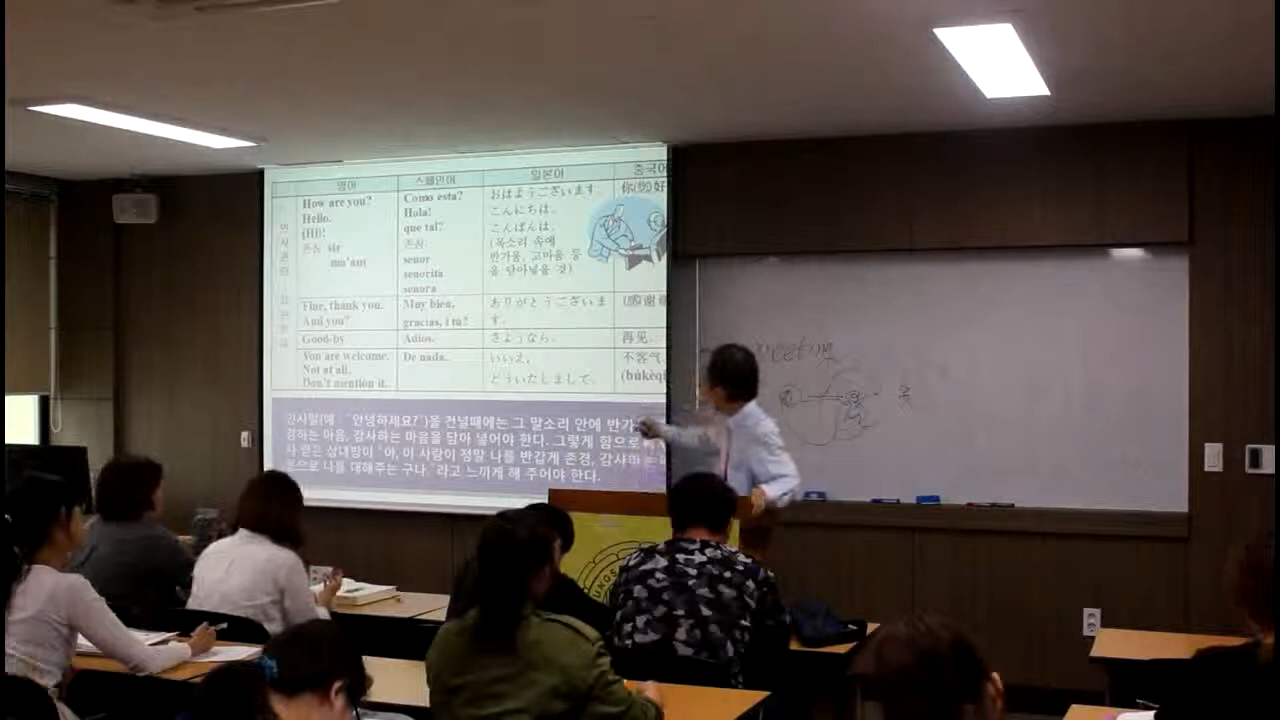 영어 스페인어 일본어 중국어
How are you? Como esta? おはようございます. 你(您)好
Hello. Hola! こんにちは.
(Hi)! que tal? こんばんは.
존칭 sir 존칭. (목소리 속에
ma'am senor 반가움, 고마움 등
senorita 을 담아넣을 것)
senora
Fine, thank you. Muy bien, ありがとうございま (感谢
And you? gracias, i tú? す.
Good-by Adios. さようなら. 再见.
You are welcome. De nada. いいえ, 不客气.
Not at all. どういたしまして. (búkèqi
Don't mention it.
인사말(예 "안녕하세요?")을 건넬때에는 그 말소리 안에 반가
하는 마음, 감사하는 마음을 담아 넣어야 한다. 그렇게 함으로
받은 상대방이 "아, 이 사람이 정말 나를 반갑게 존경, 감사
으로 나를 대해주는 구나"라고 느끼게 해 주어야 한다.